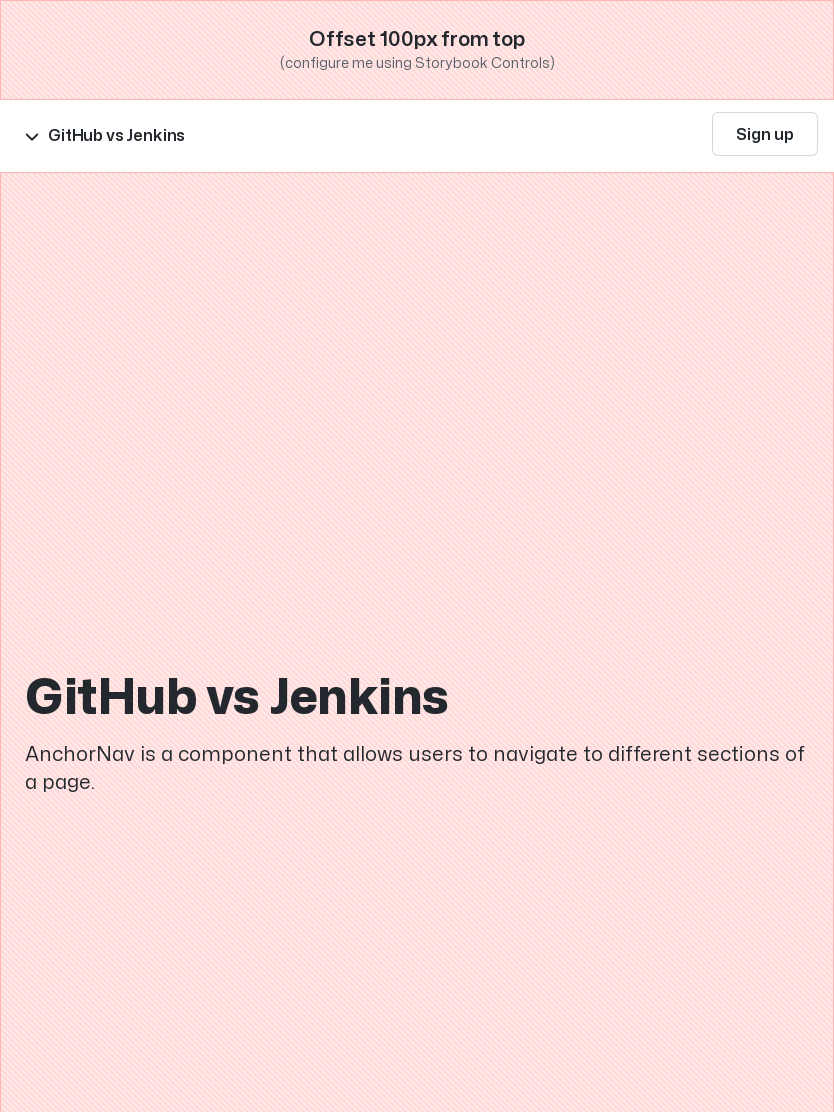 Offset 100px from top
(configure me using Storybook Controls)
GitHub vs Jenkins
Sign up
GitHub vs Jenkins
AnchorNav is a component that allows users to navigate to different sections of
a page.